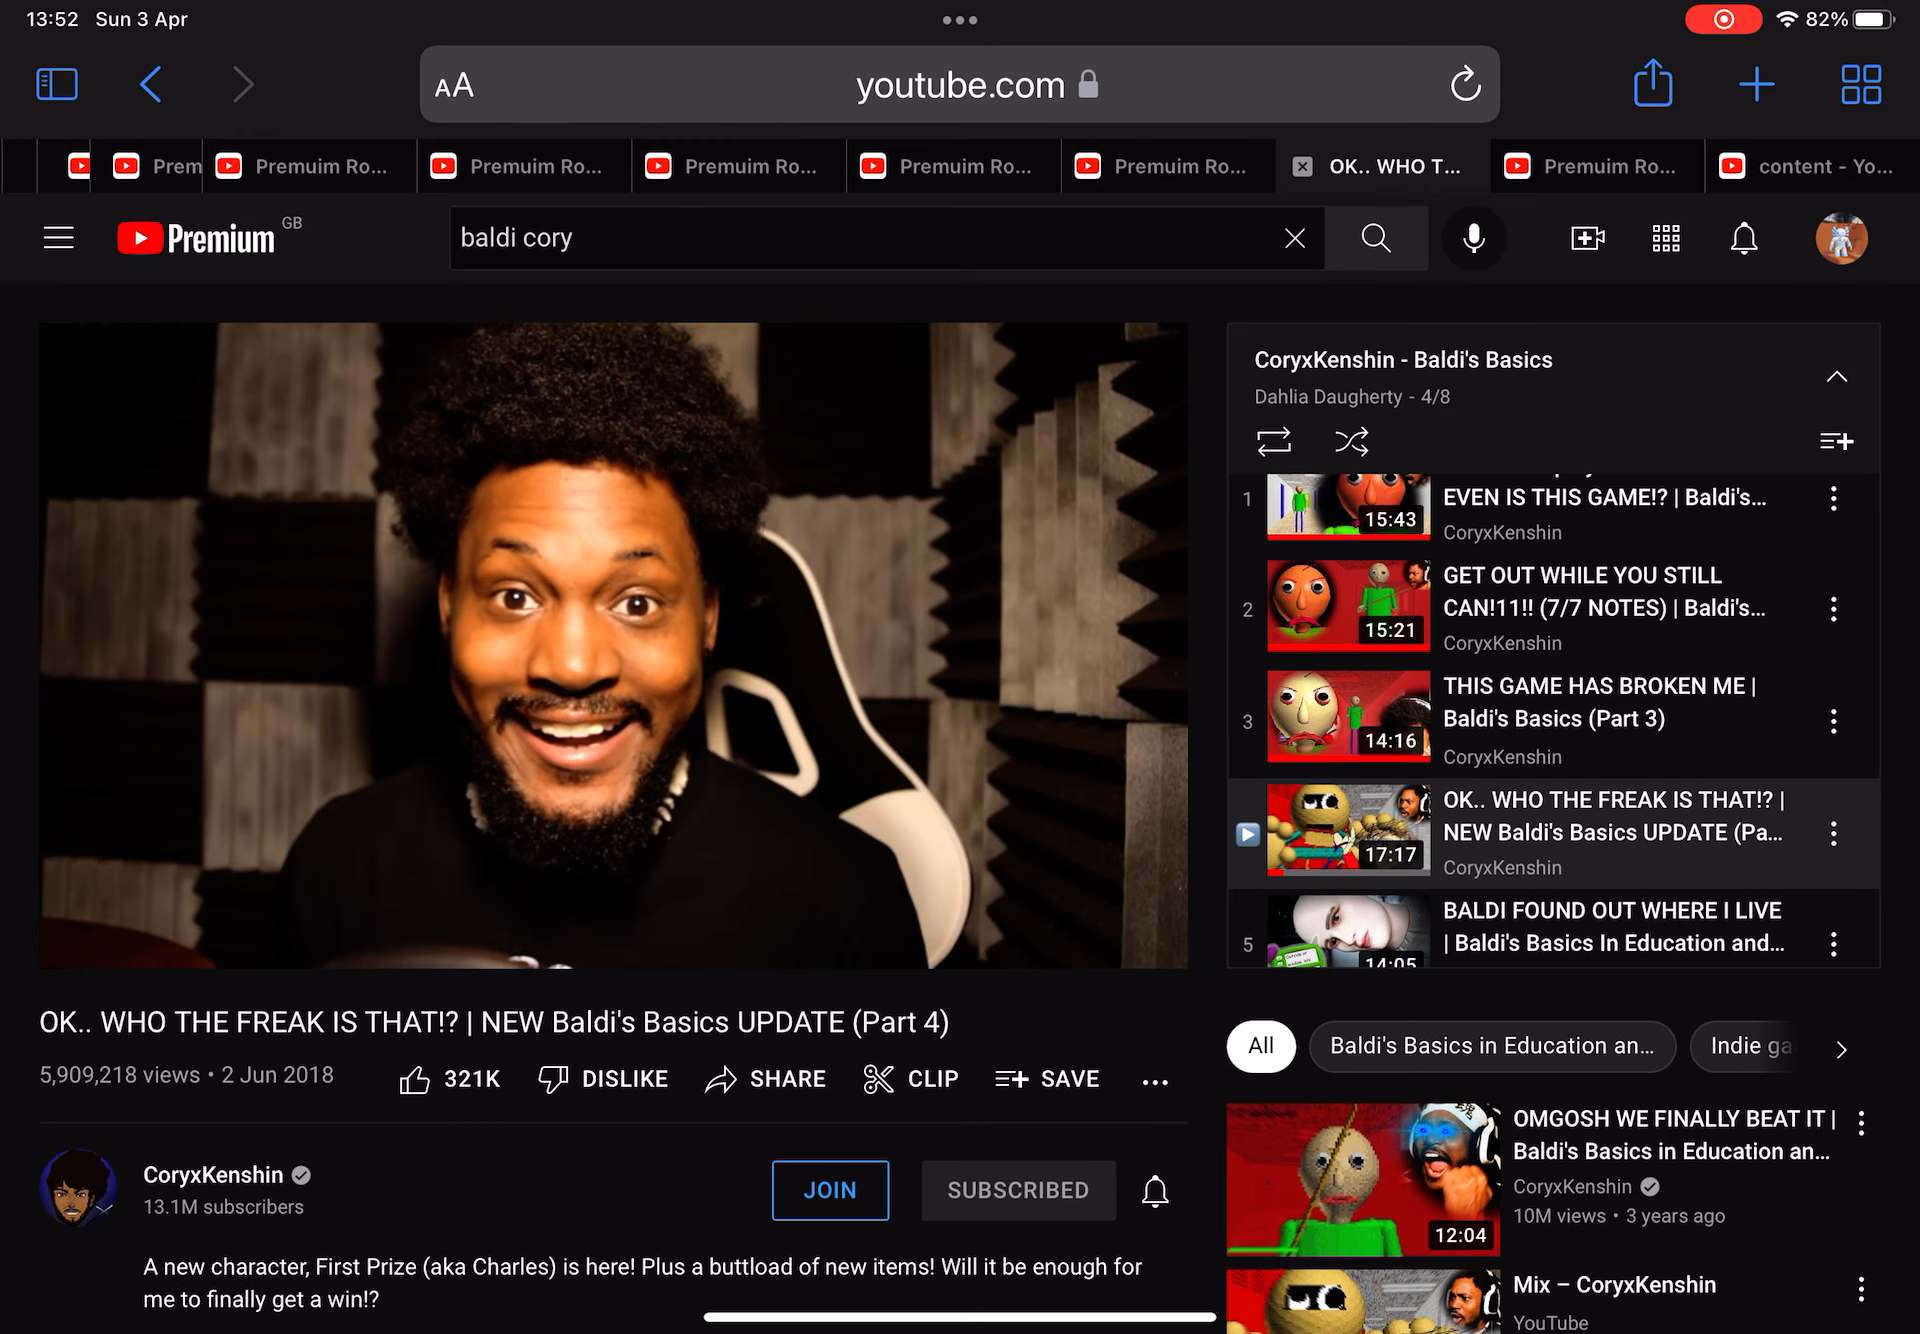 13:52 Sun 3 Apr
82%
AA
youtube.com
Prem
Premuim Ro...
Premuim Ro...
Premuim Ro...
Premuim Ro...
Premuim Ro...
OK.. WHO T...
Premuim Ro...
content - Yo...
Premium GB
baldi cory
CoryxKenshin - Baldi's Basics
Dahlia Daugherty - 4/8
1
15:43
EVEN IS THIS GAME!? | Baldi's...
CoryxKenshin
2
15:21
GET OUT WHILE YOU STILL
CAN!11!! (7/7 NOTES) | Baldi's...
CoryxKenshin
3
14:16
THIS GAME HAS BROKEN ME |
Baldi's Basics (Part 3)
CoryxKenshin
17:17
OK.. WHO THE FREAK IS THAT!? |
NEW Baldi's Basics UPDATE (Pa...
CoryxKenshin
5
14:05
BALDI FOUND OUT WHERE I LIVE
| Baldi's Basics In Education and...
OK.. WHO THE FREAK IS THAT!? | NEW Baldi's Basics UPDATE (Part 4)
5,909,218 views • 2 Jun 2018
321K
DISLIKE
SHARE
CLIP
SAVE
CoryxKenshin
13.1M subscribers
JOIN
SUBSCRIBED
A new character, First Prize (aka Charles) is here! Plus a buttload of new items! Will it be enough for
me to finally get a win!?
All
Baldi's Basics in Education an...
Indie ga
12:04
OMGOSH WE FINALLY BEAT IT |
Baldi's Basics in Education an...
CoryxKenshin
10M views • 3 years ago
Mix – CoryxKenshin
YouTube